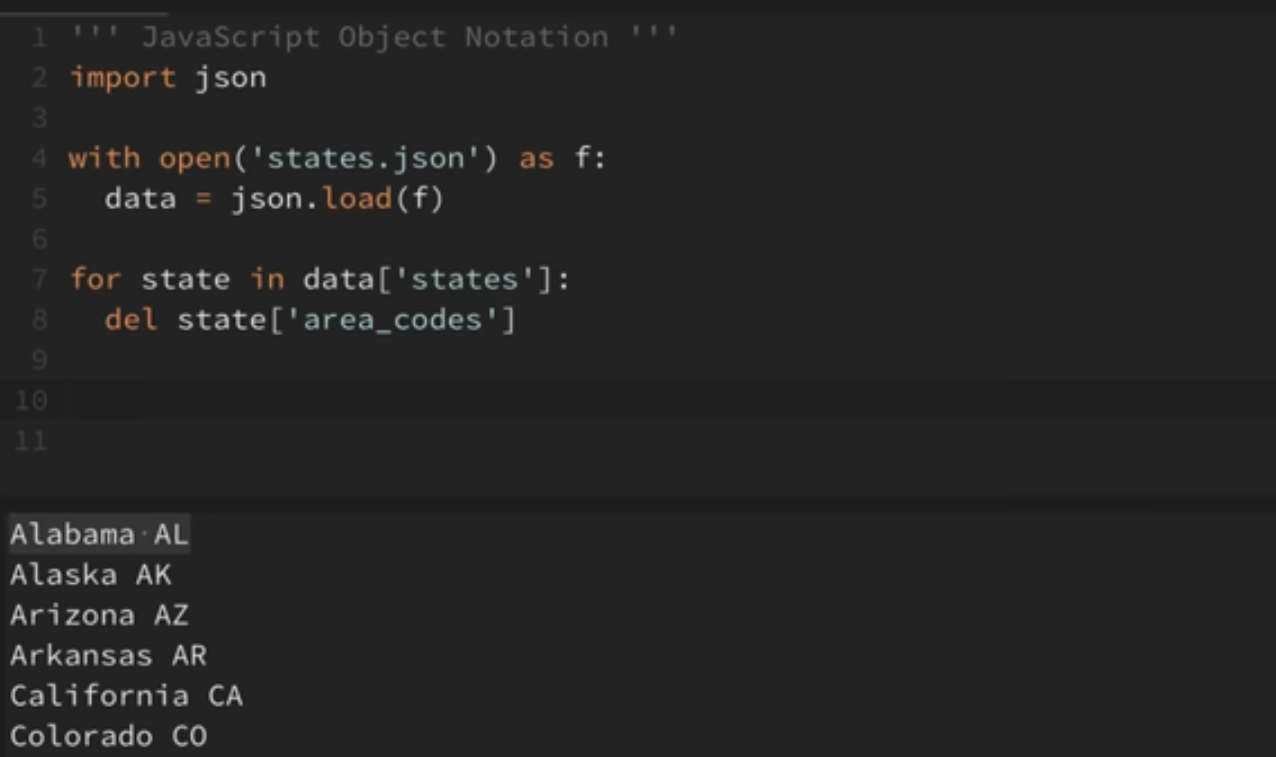 1 ''' JavaScript Object Notation '''
2 import json
3
4 with open('states.json') as f:
5   data = json.load(f)
6
7 for state in data['states']:
8   del state['area_codes']
9
10
11
Alabama·AL
Alaska AK
Arizona AZ
Arkansas AR
California CA
Colorado CO